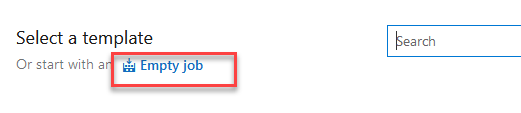 Select a template
Search
Or start with an Empty job